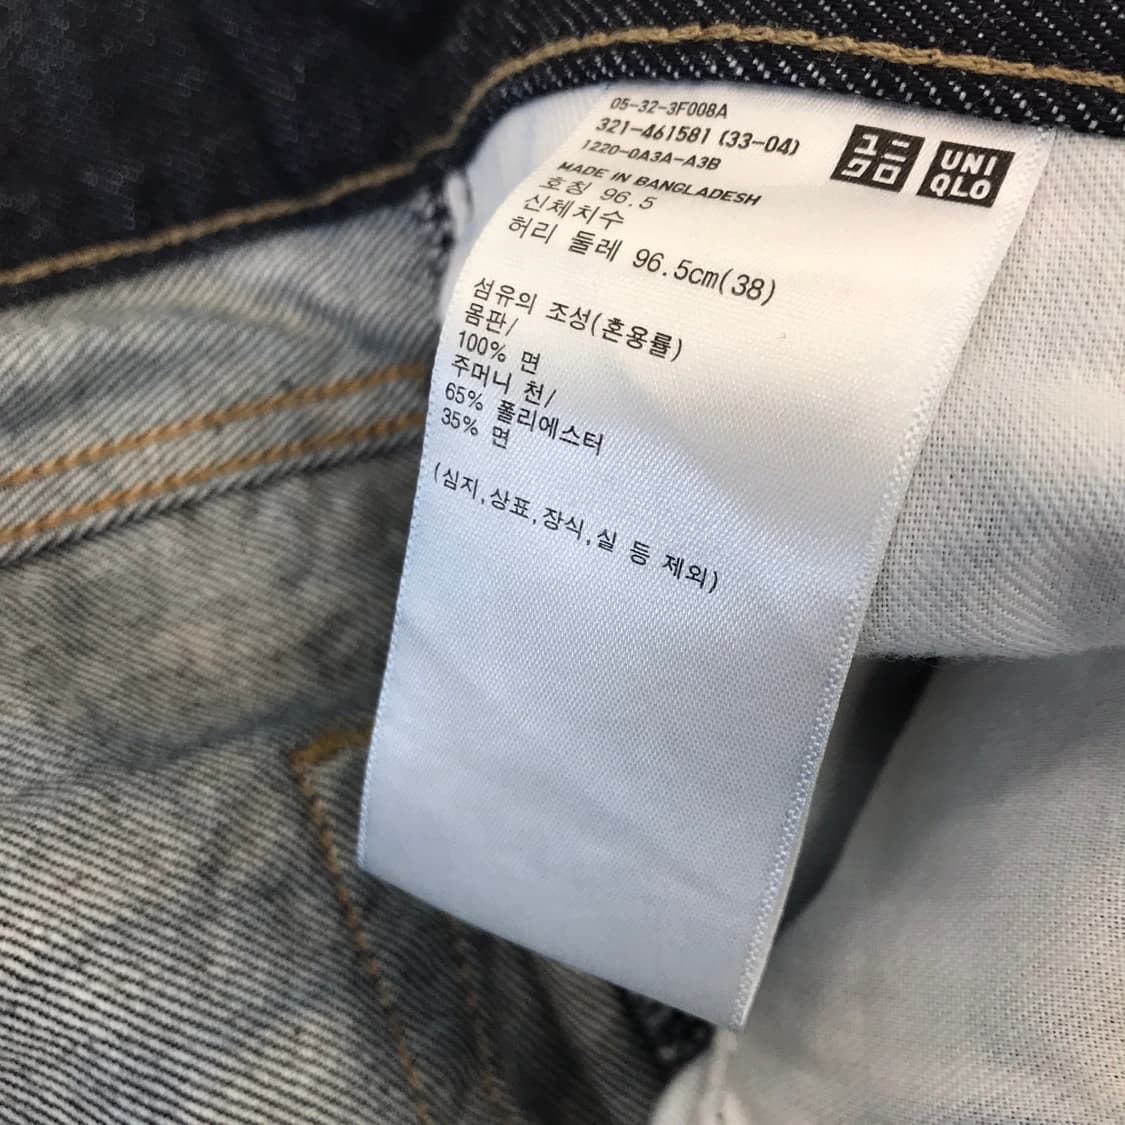 05-32-3F008A
321-461581 (33-04)
1220-0A3A-A3B
MADE IN BANGLADESH
호칭 96.5
신체치수
허리 둘레 96.5cm(38)
섬유의 조성(혼용률)
몸판/
100% 면
주머니 천/
65% 폴리에스터
35% 면
(심지,상표,장식,실 등 제외)
ユニ
クロ
UNI
QLO